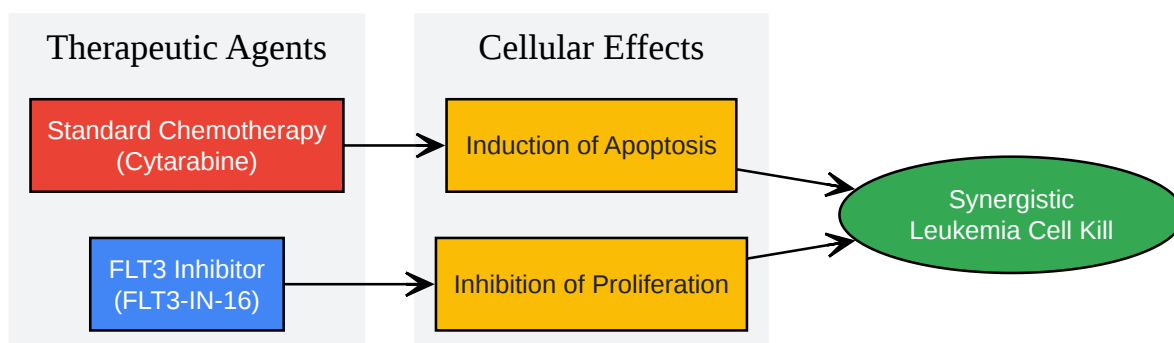 Therapeutic Agents
Cellular Effects
Standard Chemotherapy
(Cytarabine)
Induction of Apoptosis
Synergistic
Leukemia Cell Kill
FLT3 Inhibitor
(FLT3-IN-16)
Inhibition of Proliferation